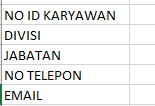 NO ID KARYAWAN
DIVISI
JABATAN
NO TELEPON
EMAIL